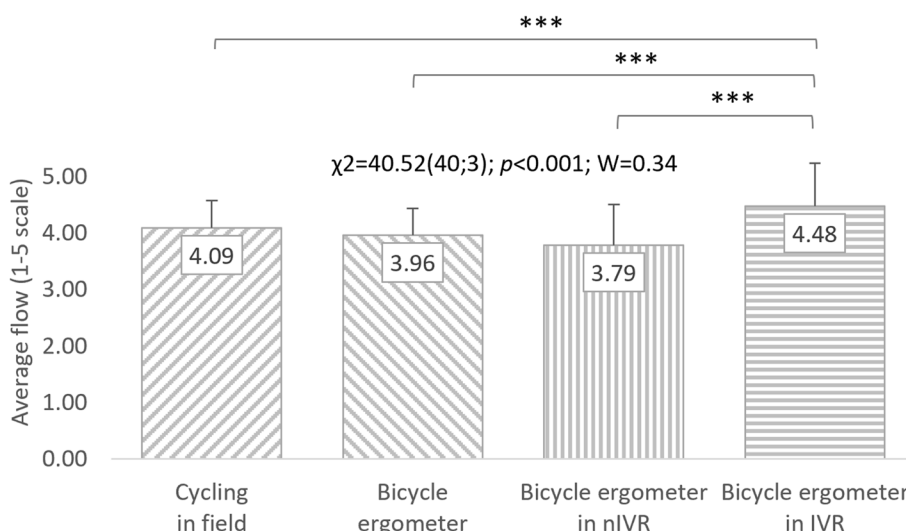 ***
***
***
χ2=40.52(40;3); p<0.001; W=0.34
Average flow (1-5 scale)
5.00
4.00
3.00
2.00
1.00
0.00
4.09
3.96
3.79
4.48
Cycling
in field
Bicycle
ergometer
Bicycle ergometer
in nIVR
Bicycle ergometer
in IVR